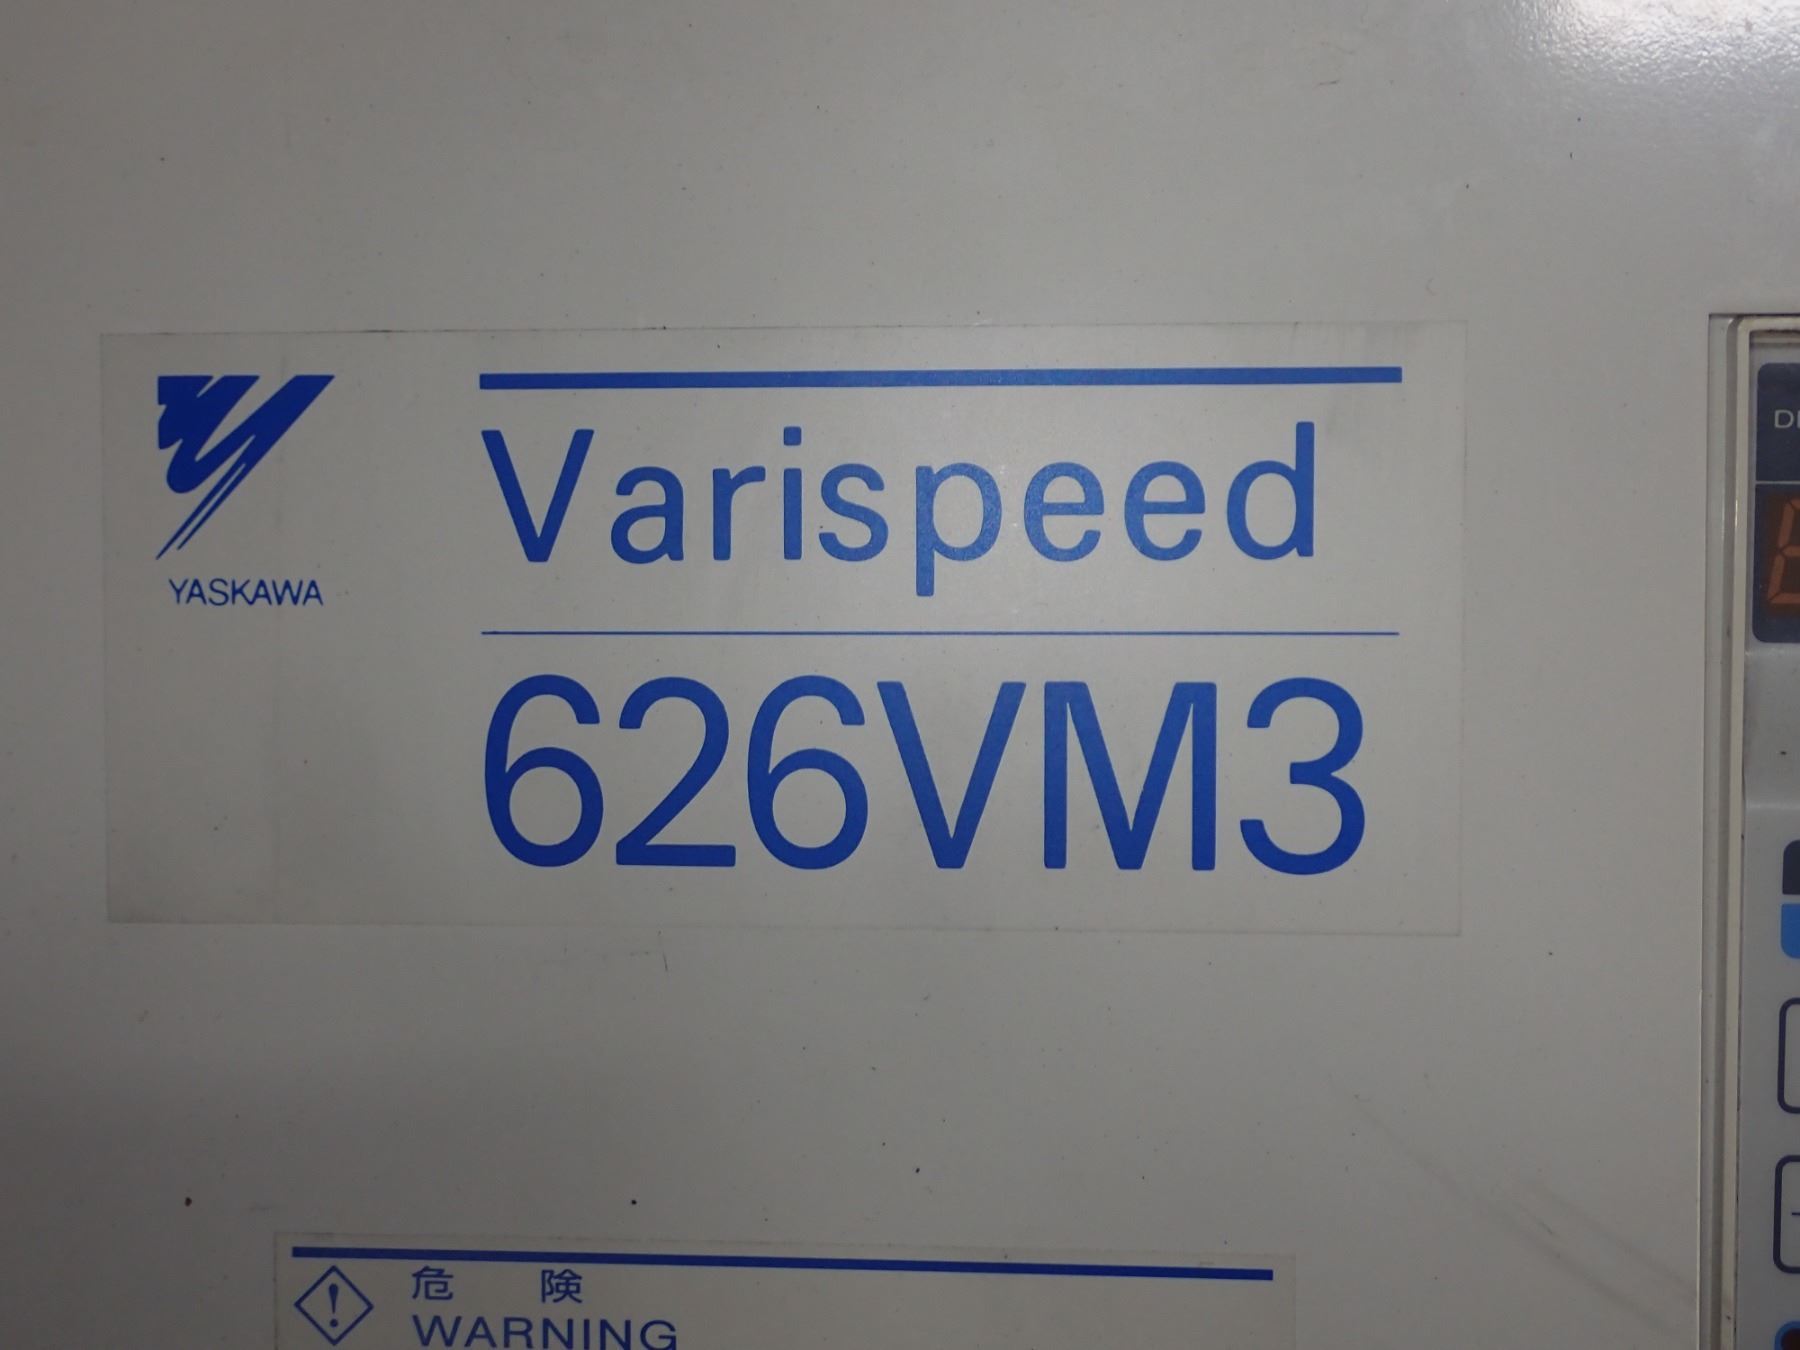 YASKAWA
Varispeed
626VM3
危 険
WARNING